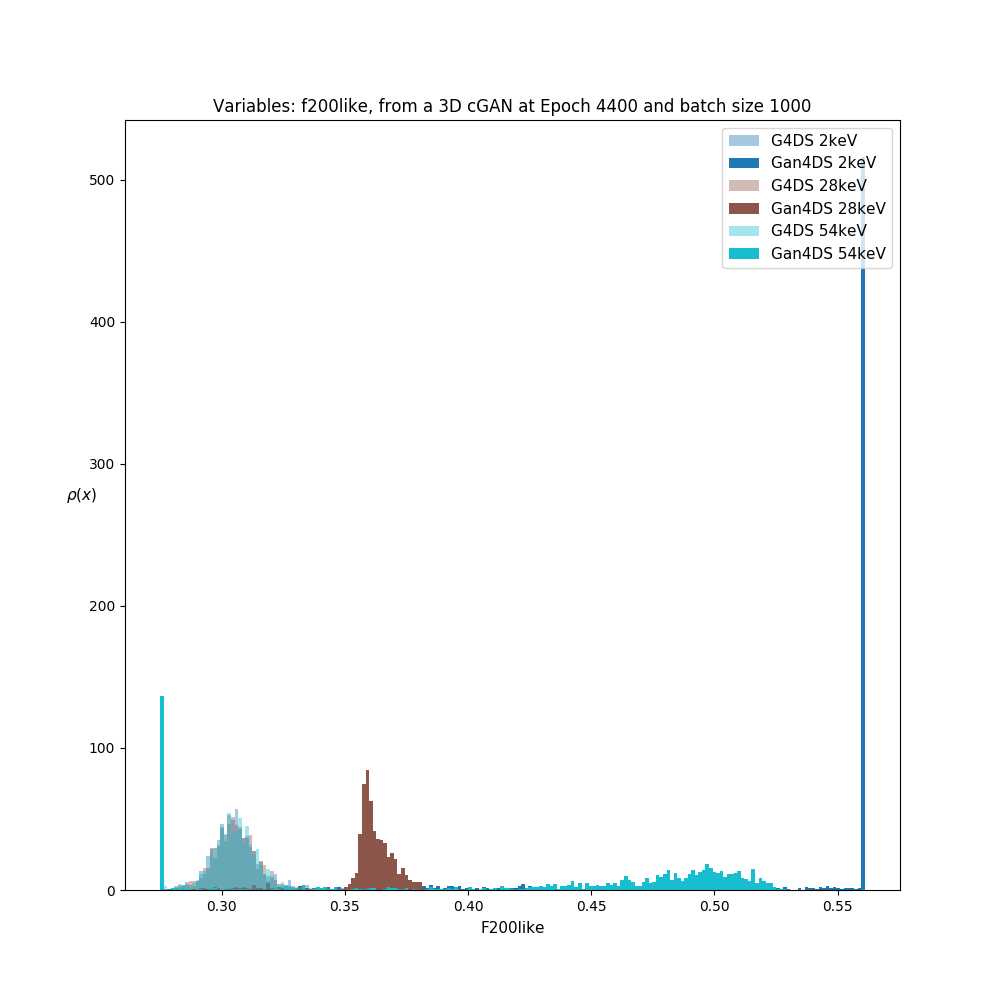 Variables: f200like, from a 3D cGAN at Epoch 4400 and batch size 1000
G4DS 2keV
Gan4DS 2keV
G4DS 28keV
Gan4DS 28keV
G4DS 54keV
Gan4DS 54keV
500
400
300
200
100
0
ρ(x)
0.30 0.35 0.40 0.45 0.50 0.55
F200like